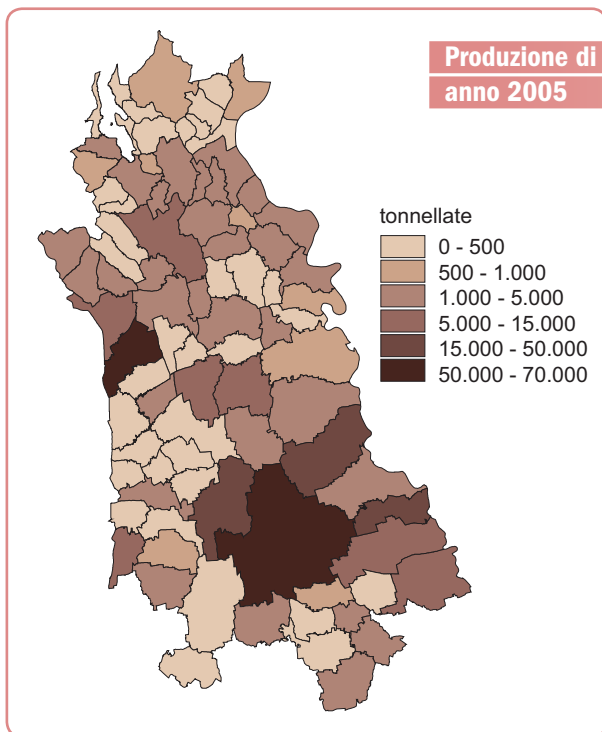 Produzione di
anno 2005
tonnellate
0 - 500
500 - 1.000
1.000 - 5.000
5.000 - 15.000
15.000 - 50.000
50.000 - 70.000